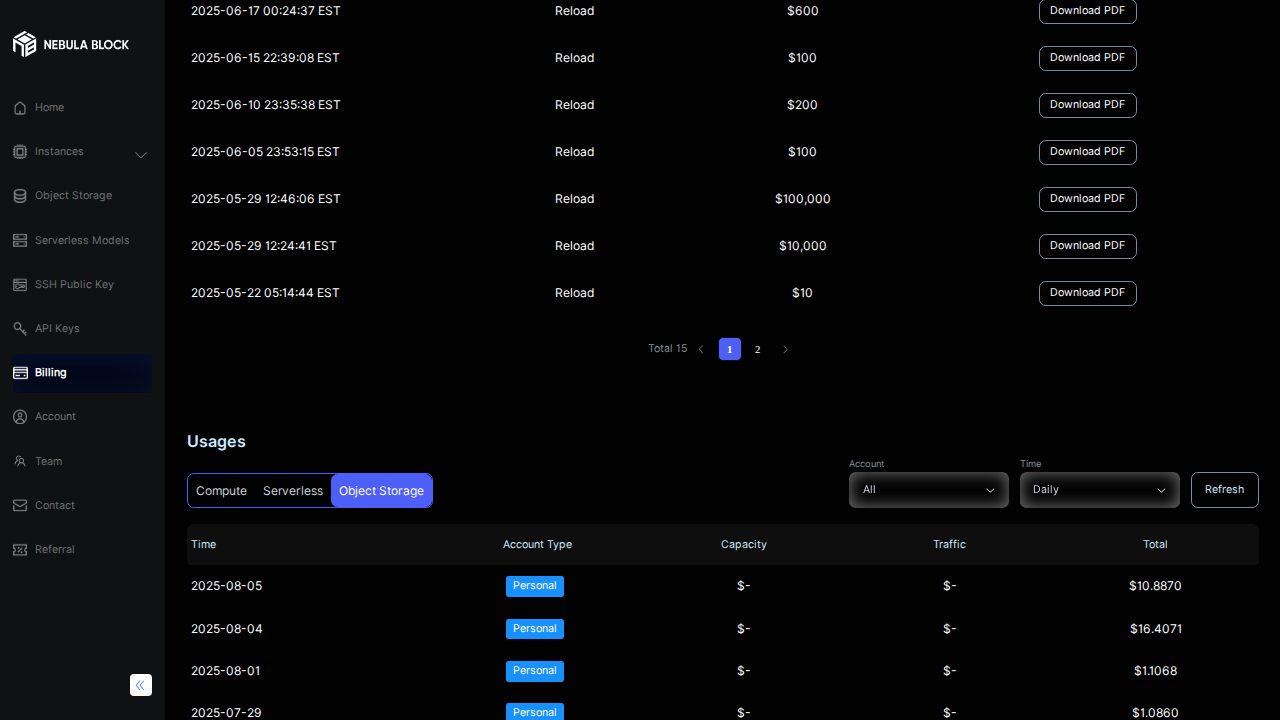 NEBULA BLOCK
Home
Instances
Object Storage
Serverless Models
SSH Public Key
API Keys
Billing
Account
Team
Contact
Referral
2025-06-17 00:24:37 EST Reload $600 Download PDF
2025-06-15 22:39:08 EST Reload $100 Download PDF
2025-06-10 23:35:38 EST Reload $200 Download PDF
2025-06-05 23:53:15 EST Reload $100 Download PDF
2025-05-29 12:46:06 EST Reload $100,000 Download PDF
2025-05-29 12:24:41 EST Reload $10,000 Download PDF
2025-05-22 05:14:44 EST Reload $10 Download PDF
Total 15 1 2
Usages
Account Time
Compute Serverless Object Storage All Daily Refresh
Time Account Type Capacity Traffic Total
2025-08-05 Personal $- $- $10.8870
2025-08-04 Personal $- $- $16.4071
2025-08-01 Personal $- $- $1.1068
2025-07-29 Personal $- $- $1.0860